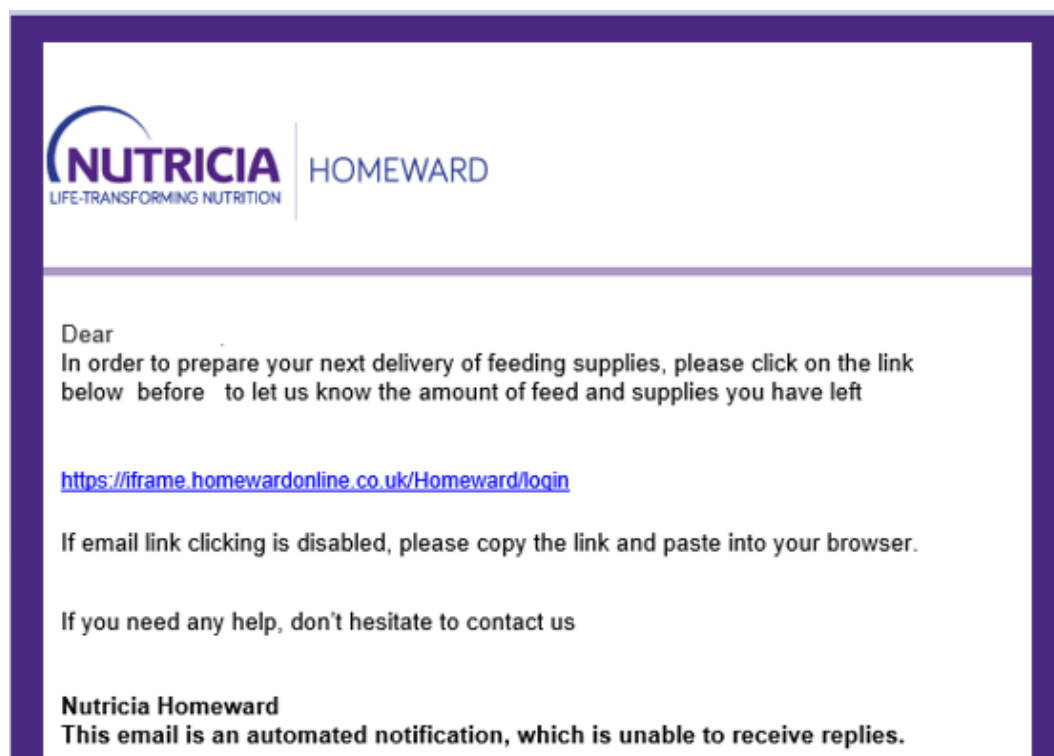 NUTRICIA
LIFE-TRANSFORMING NUTRITION
HOMEWARD
Dear
In order to prepare your next delivery of feeding supplies, please click on the link
below before to let us know the amount of feed and supplies you have left
https://iframe.homewardonline.co.uk/Homeward/login
If email link clicking is disabled, please copy the link and paste into your browser.
If you need any help, don't hesitate to contact us
Nutricia Homeward
This email is an automated notification, which is unable to receive replies.